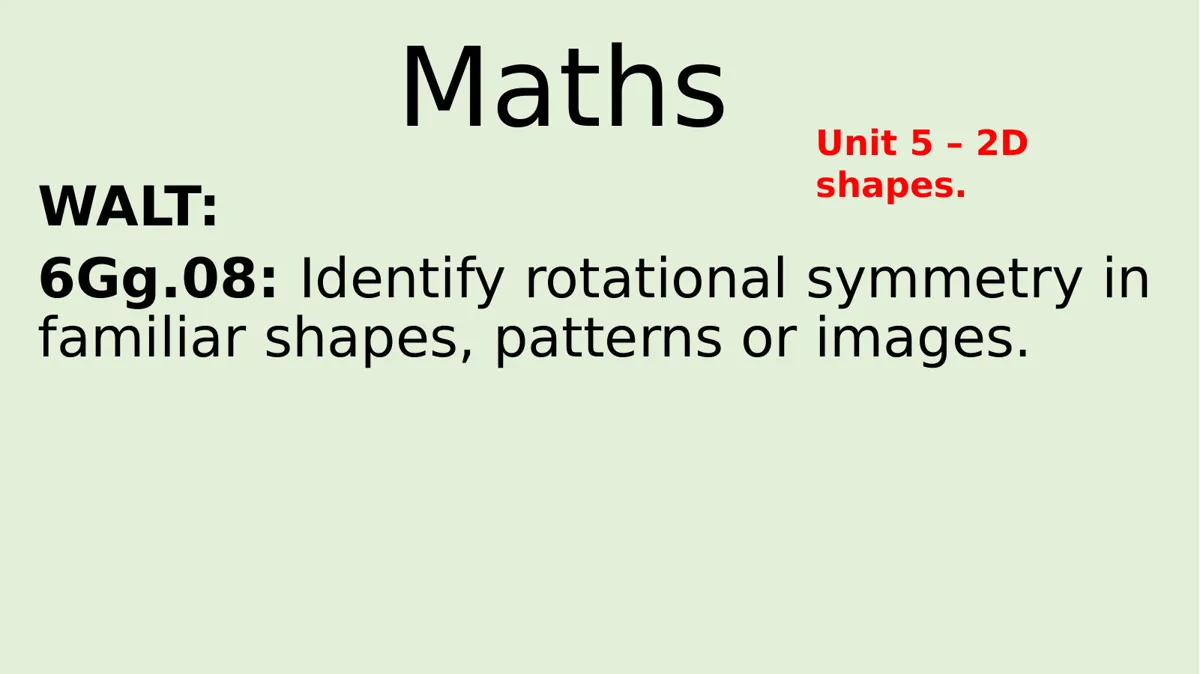 Maths
Unit 5 – 2D
shapes.
WALT:
6Gg.08: Identify rotational symmetry in
familiar shapes, patterns or images.